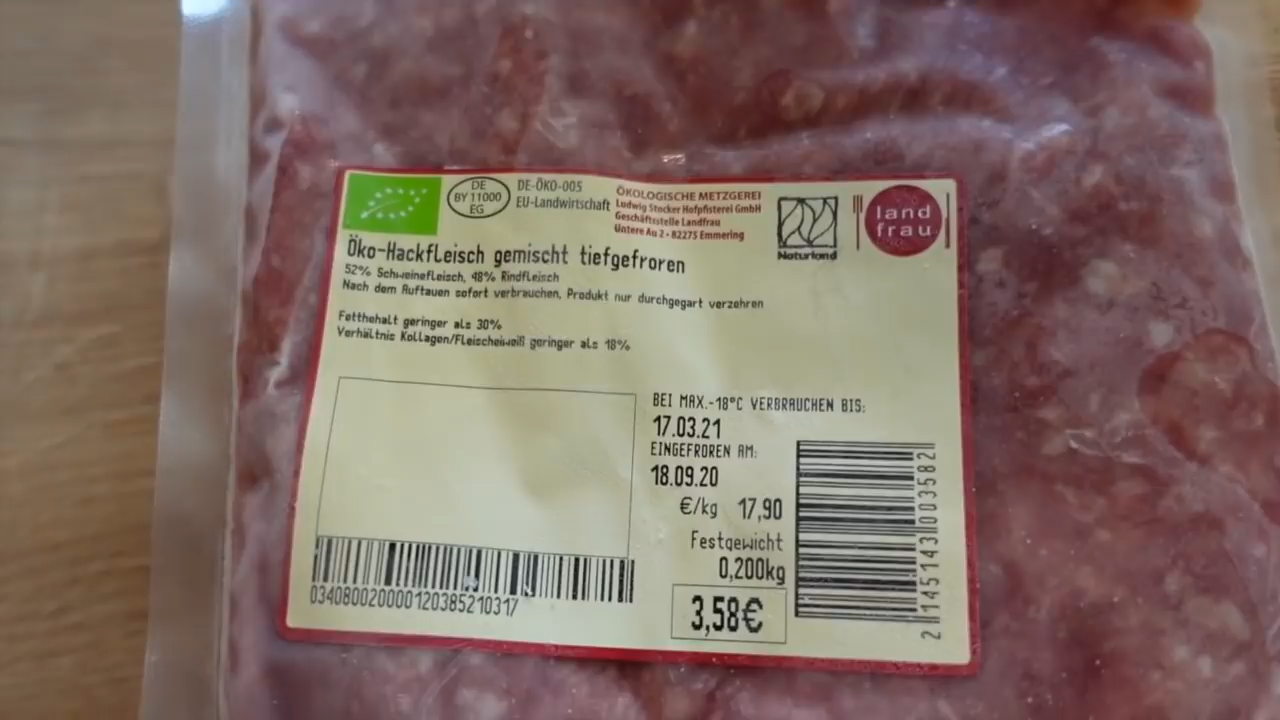 DE
BY 11000
EG
DE-ÖKO-005
EU-Landwirtschaft
ÖKOLOGISCHE METZGEREI
Ludwig Stocker Hofpfisterei GmbH
Geschäftsstelle Landfrau
Untere Au 2 • 82275 Emmering
Naturland
land
frau
Öko-Hackfleisch gemischt tiefgefroren
52% Schweinefleisch, 48% Rindfleisch
Nach dem Auftauen sofort verbrauchen, Produkt nur durchgegart verzehren
Fetthehalt geringer als 30%
Verhältnis Kollagen/Fleischeiweiß geringer als 18%
BEI MAX.-18°C VERBRAUCHEN BIS:
17.03.21
EINGEFROREN AM:
18.09.20
€/kg 17,90
Festgewicht
0,200kg
3,58€
034080020000120385210317
2 145143 003582